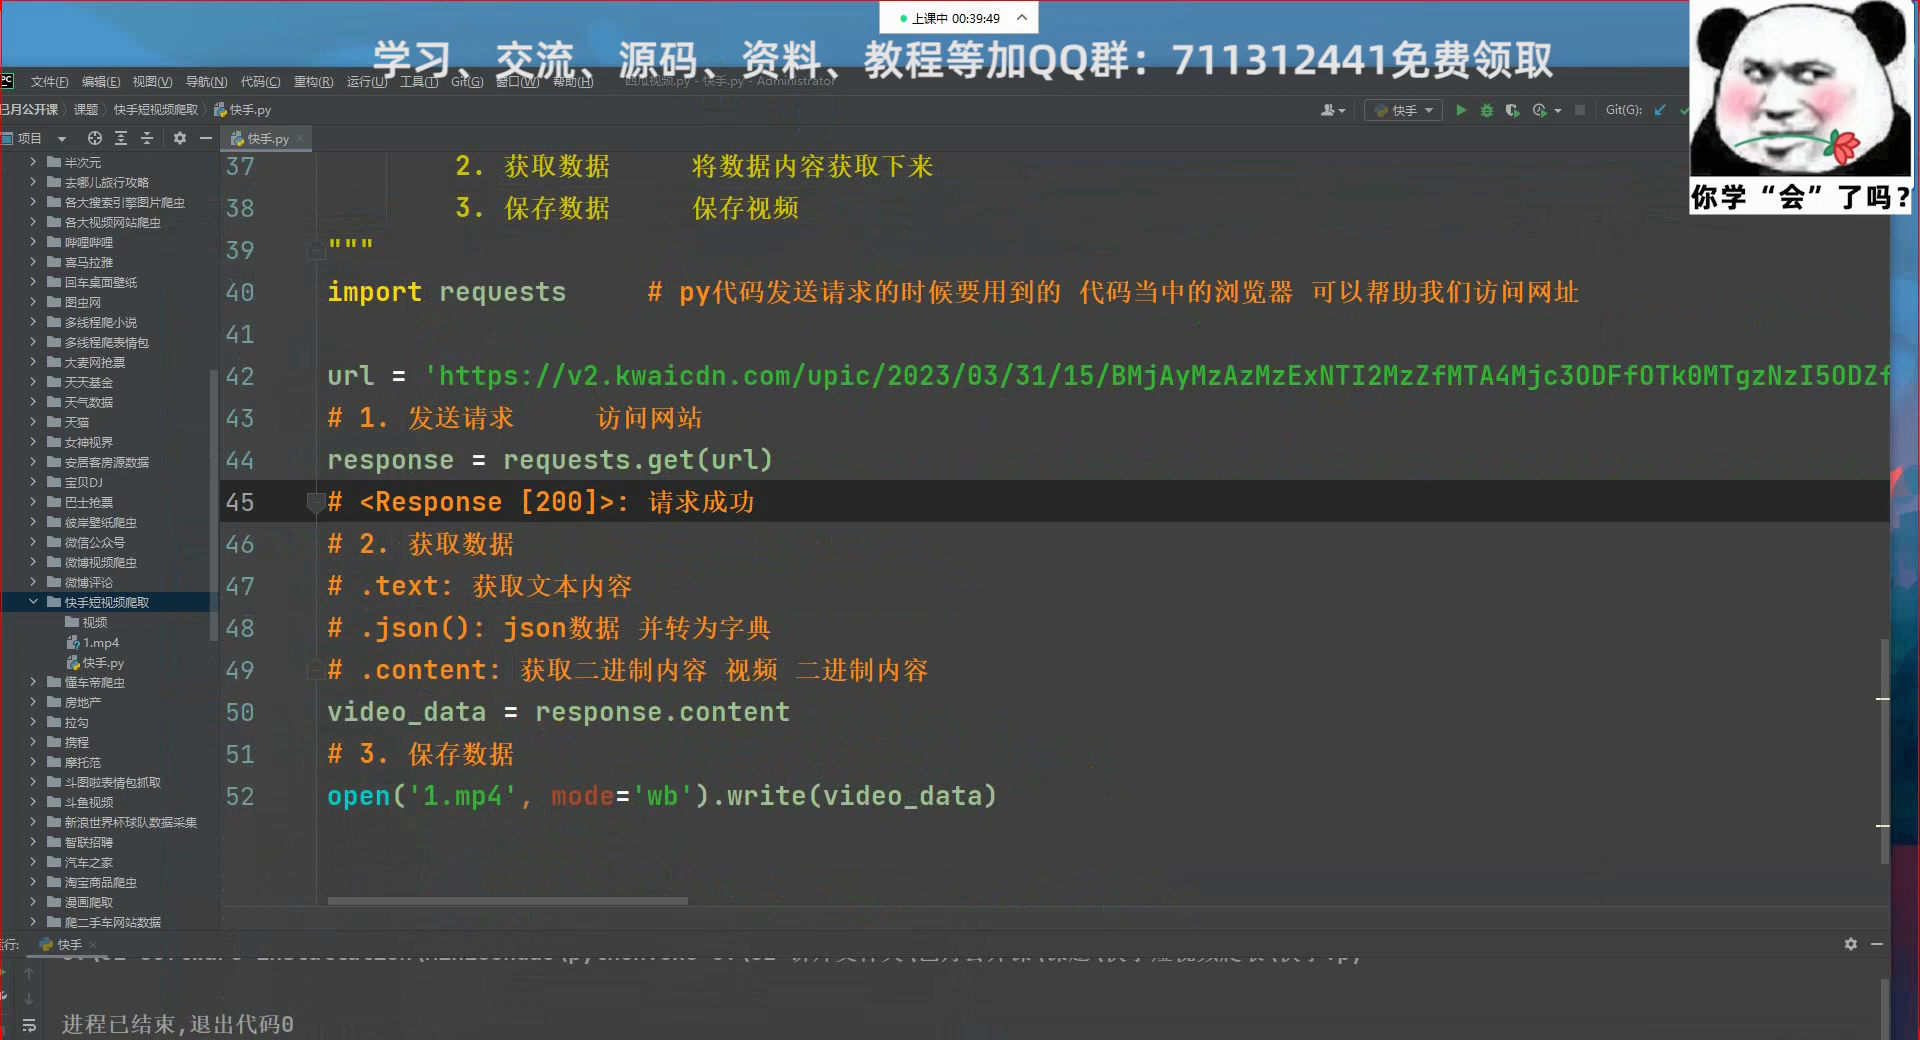 上课中 00:39:49
学习、交流、源码、资料、教程等加QQ群：711312441免费领取
文件(F) 编辑(E) 视图(V) 导航(N) 代码(C) 重构(R) 运行(U) 工具(T) Git(G) 窗口(W) 帮助(H) 西瓜视频.py - 快手.py - Administrator
你学“会”了吗?
月公开课 课题 快手短视频爬取 快手.py
快手 Git(G):
项目
快手.py
半次元
去哪儿旅行攻略
各大搜索引擎图片爬虫
各大视频网站爬虫
哔哩哔哩
喜马拉雅
回车桌面壁纸
图虫网
多线程爬小说
多线程爬表情包
大麦网抢票
天天基金
天气数据
天猫
女神视界
安居客房源数据
宝贝DJ
巴士抢票
彼岸壁纸爬虫
微信公众号
微博视频爬虫
微博评论
快手短视频爬取
视频
1.mp4
快手.py
懂车帝爬虫
房地产
拉勾
携程
摩托范
斗图啦表情包抓取
斗鱼视频
新浪世界杯球队数据采集
智联招聘
汽车之家
淘宝商品爬虫
漫画爬取
爬二手车网站数据
37 2. 获取数据 将数据内容获取下来
38 3. 保存数据 保存视频
39 """
40 import requests # py代码发送请求的时候要用到的 代码当中的浏览器 可以帮助我们访问网址
41
42 url = 'https://v2.kwaicdn.com/upic/2023/03/31/15/BMjAyMzAzMzExNTI2MzZfMTA4Mjc3ODFfOTk0MTgzNzI5ODZf
43 # 1. 发送请求 访问网站
44 response = requests.get(url)
45 # <Response [200]>: 请求成功
46 # 2. 获取数据
47 # .text: 获取文本内容
48 # .json(): json数据 并转为字典
49 # .content: 获取二进制内容 视频 二进制内容
50 video_data = response.content
51 # 3. 保存数据
52 open('1.mp4', mode='wb').write(video_data)
行: 快手
进程已结束,退出代码0